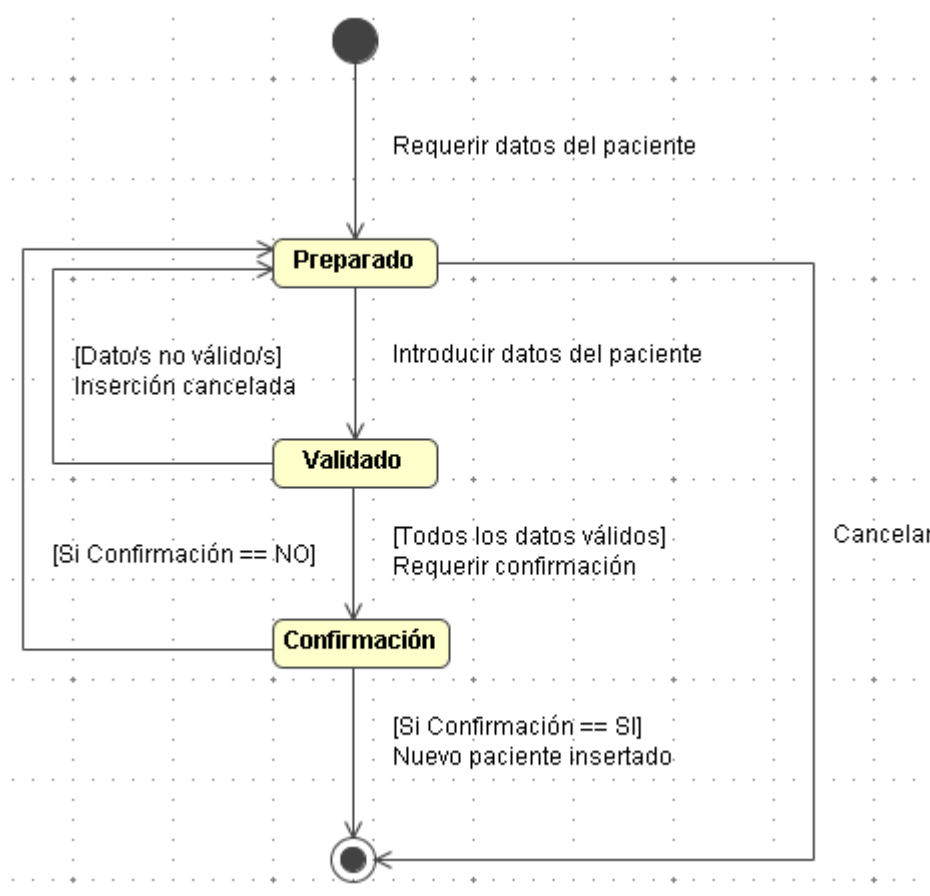 Requerir datos del paciente
Preparado
[Dato/s no válido/s]
Inserción cancelada
Introducir datos del paciente
Validado
[Si Confirmación == NO]
[Todos los datos válidos]
Requerir confirmación
Cancelar
Confirmación
[Si Confirmación == SI]
Nuevo paciente insertado